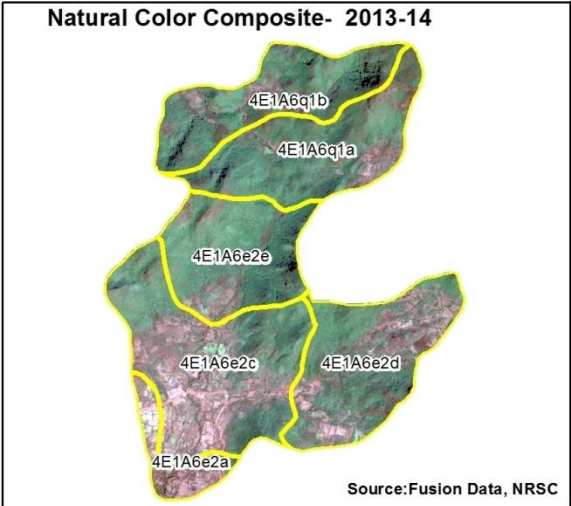 Natural Color Composite- 2013-14
4E1A6q1b
4E1A6q1a
4E1A6e2e
4E1A6e2c
4E1A6e2d
4E1A6e2a
Source:Fusion Data, NRSC